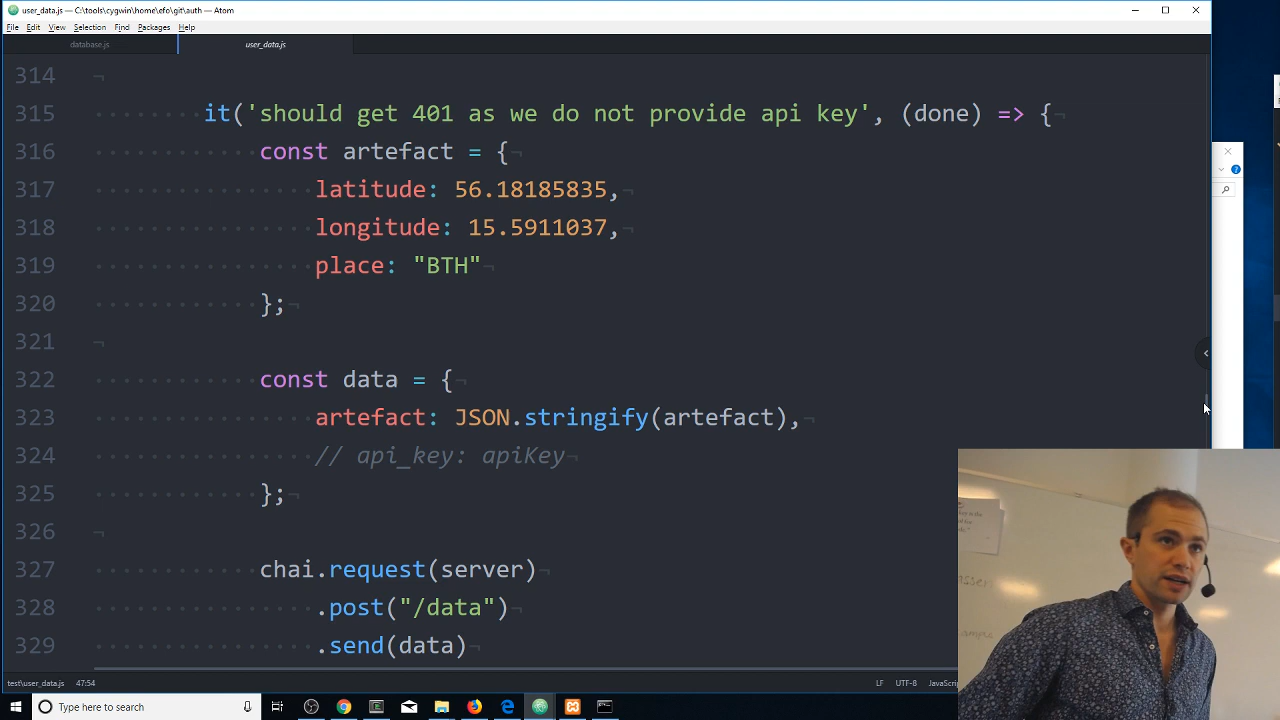 user_data.js — C:\tools\cygwin\home\efo\git\auth — Atom
File Edit View Selection Find Packages Help
database.js user_data.js
314
315 it('should get 401 as we do not provide api key', (done) => {
316 const artefact = {
317 latitude: 56.18185835,
318 longitude: 15.5911037,
319 place: "BTH"
320 };
321
322 const data = {
323 artefact: JSON.stringify(artefact),
324 // api_key: apiKey
325 };
326
327 chai.request(server)
328 .post("/data")
329 .send(data)
test\user_data.js 47:54 LF UTF-8 JavaScri
Type here to search